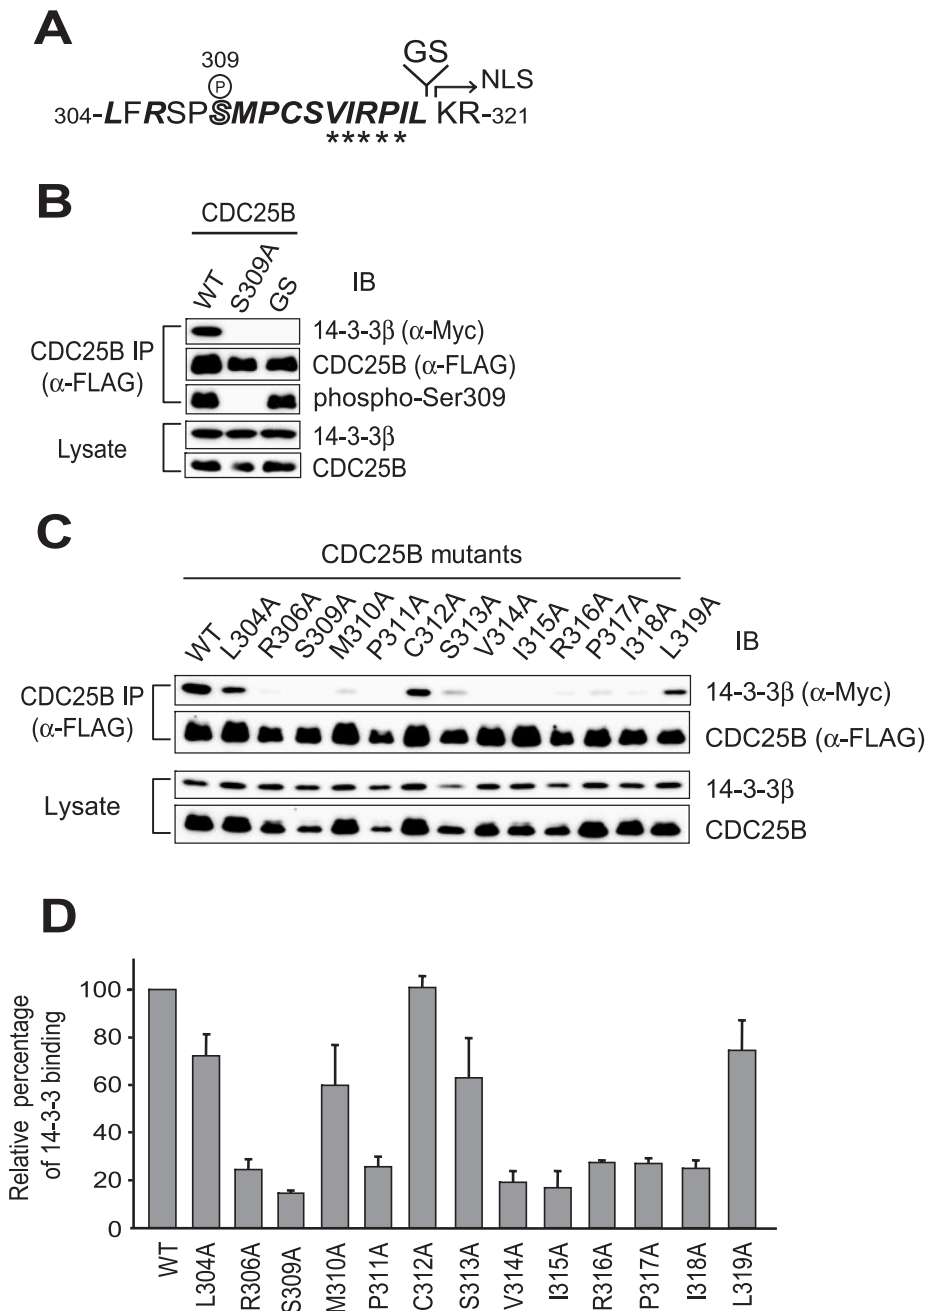 A
GS
309
P
NLS
304-LFRSPSMPCSVIRPIL KR-321
*****
B
CDC25B
WT S309A GS
IB
CDC25B IP (α-FLAG)
14-3-3β (α-Myc)
CDC25B (α-FLAG)
phospho-Ser309
Lysate
14-3-3β
CDC25B
C
CDC25B mutants
WT L304A R306A S309A M310A P311A C312A S313A V314A I315A R316A P317A I318A L319A
IB
CDC25B IP (α-FLAG)
14-3-3β (α-Myc)
CDC25B (α-FLAG)
Lysate
14-3-3β
CDC25B
D
Relative percentage
of 14-3-3 binding
100
80
60
40
20
0
WT L304A R306A S309A M310A P311A C312A S313A V314A I315A R316A P317A I318A L319A